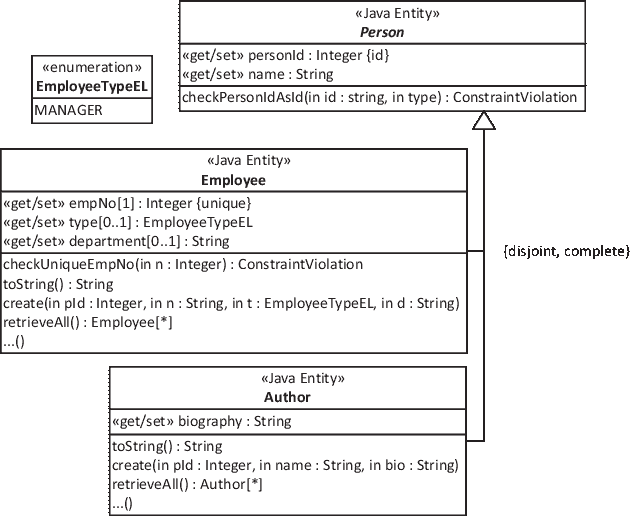 «Java Entity»
Person
«get/set» personId : Integer {id}
«get/set» name : String
checkPersonIdAsId(in id : string, in type) : ConstraintViolation
«enumeration»
EmployeeTypeEL
MANAGER
«Java Entity»
Employee
«get/set» empNo[1] : Integer {unique}
«get/set» type[0..1] : EmployeeTypeEL
«get/set» department[0..1] : String
checkUniqueEmpNo(in n : Integer) : ConstraintViolation
toString() : String
create(in pId : Integer, in n : String, in t : EmployeeTypeEL, in d : String)
retrieveAll() : Employee[*]
...()
{disjoint, complete}
«Java Entity»
Author
«get/set» biography : String
toString() : String
create(in pId : Integer, in name : String, in bio : String)
retrieveAll() : Author[*]
...()